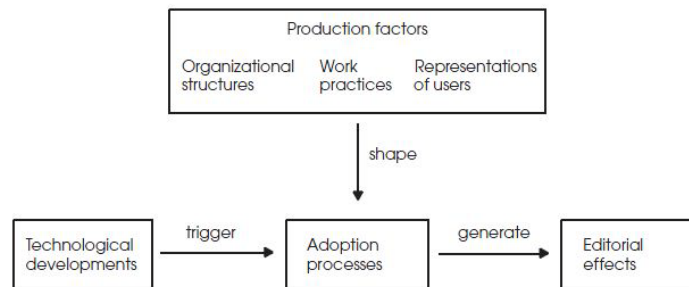 Production factors
Organizational Work Representations
structures practices of users
shape
trigger generate
Technological Adoption Editorial
developments processes effects